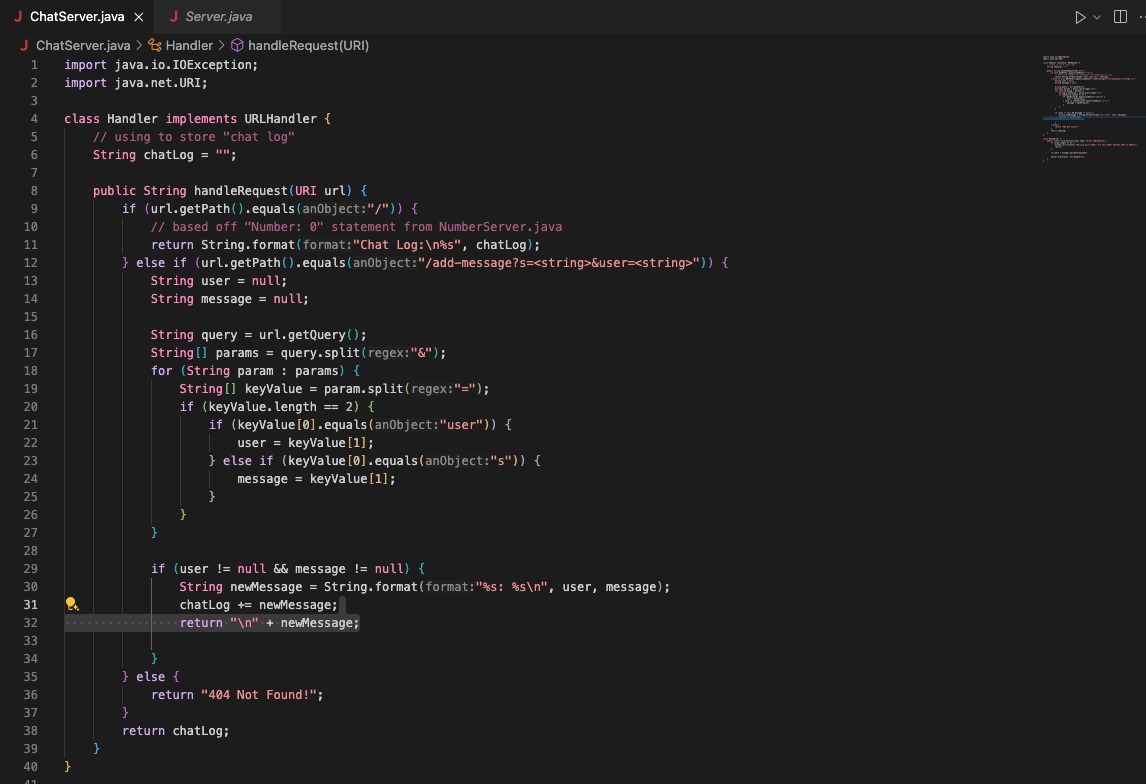 ChatServer.java
Server.java
ChatServer.java > Handler > handleRequest(URI)
1 import java.io.IOException;
2 import java.net.URI;
3
4 class Handler implements URLHandler {
5 // using to store "chat log"
6 String chatLog = "";
7
8 public String handleRequest(URI url) {
9 if (url.getPath().equals(anObject:"/")) {
10 // based off "Number: 0" statement from NumberServer.java
11 return String.format(format:"Chat Log:\n%s", chatLog);
12 } else if (url.getPath().equals(anObject:"/add-message?s=<string>&user=<string>")) {
13 String user = null;
14 String message = null;
15
16 String query = url.getQuery();
17 String[] params = query.split(regex:"&");
18 for (String param : params) {
19 String[] keyValue = param.split(regex:"=");
20 if (keyValue.length == 2) {
21 if (keyValue[0].equals(anObject:"user")) {
22 user = keyValue[1];
23 } else if (keyValue[0].equals(anObject:"s")) {
24 message = keyValue[1];
25 }
26 }
27 }
28
29 if (user != null && message != null) {
30 String newMessage = String.format(format:"%s: %s\n", user, message);
31 chatLog += newMessage;
32 return "\n" + newMessage;
33
34 }
35 } else {
36 return "404 Not Found!";
37 }
38 return chatLog;
39 }
40 }
41